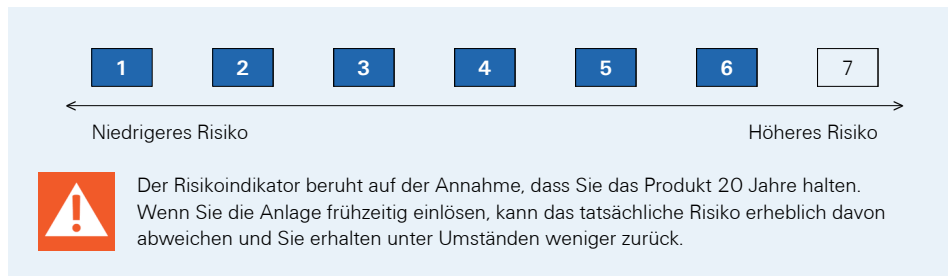 1 2 3 4 5 6 7
Niedrigeres Risiko Höheres Risiko
Der Risikoindikator beruht auf der Annahme, dass Sie das Produkt 20 Jahre halten.
Wenn Sie die Anlage frühzeitig einlösen, kann das tatsächliche Risiko erheblich davon
abweichen und Sie erhalten unter Umständen weniger zurück.